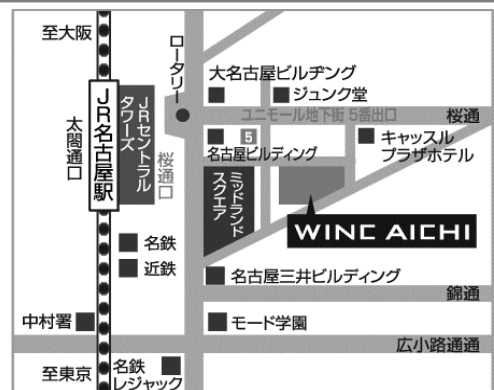 至大阪
ロータリー
大名古屋ビルヂング
ジュンク堂
JR名古屋駅
JRセントラル
タワーズ
太閤通口
桜通口
ユニモール地下街 5番出口
桜通
5
名古屋ビルディング
キャッスル
プラザホテル
ミッドランド
スクエア
WINC AICHI
名鉄
近鉄
名古屋三井ビルディング
錦通
中村署
モード学園
広小路通通
至東京
名鉄
レジャック